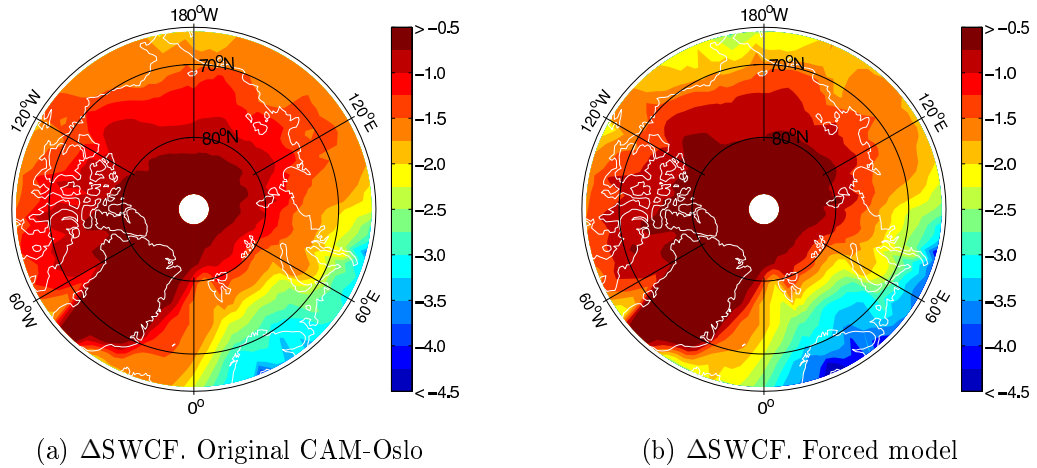 180°W
70°N
80°N
120°W
120°E
60°W
60°E
0°
> −0.5
−1.0
−1.5
−2.0
−2.5
−3.0
−3.5
−4.0
< −4.5
(a) ΔSWCF. Original CAM-Oslo
180°W
70°N
80°N
120°W
120°E
60°W
60°E
0°
> −0.5
−1.0
−1.5
−2.0
−2.5
−3.0
−3.5
−4.0
< −4.5
(b) ΔSWCF. Forced model